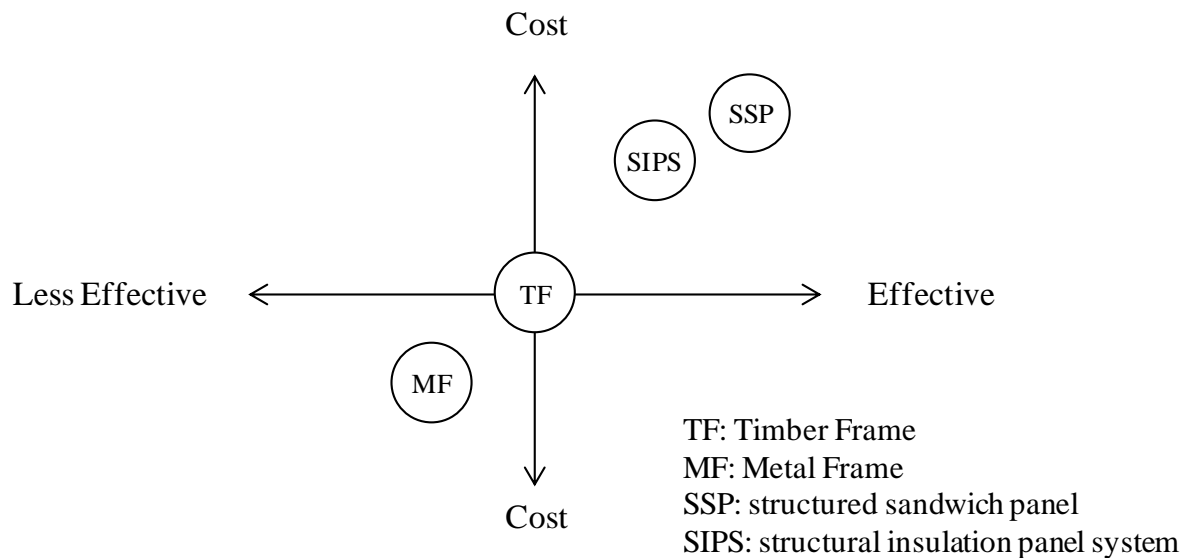 Cost
SSP
SIPS
Less Effective
TF
Effective
MF
TF: Timber Frame
MF: Metal Frame
SSP: structured sandwich panel
Cost
SIPS: structural insulation panel system